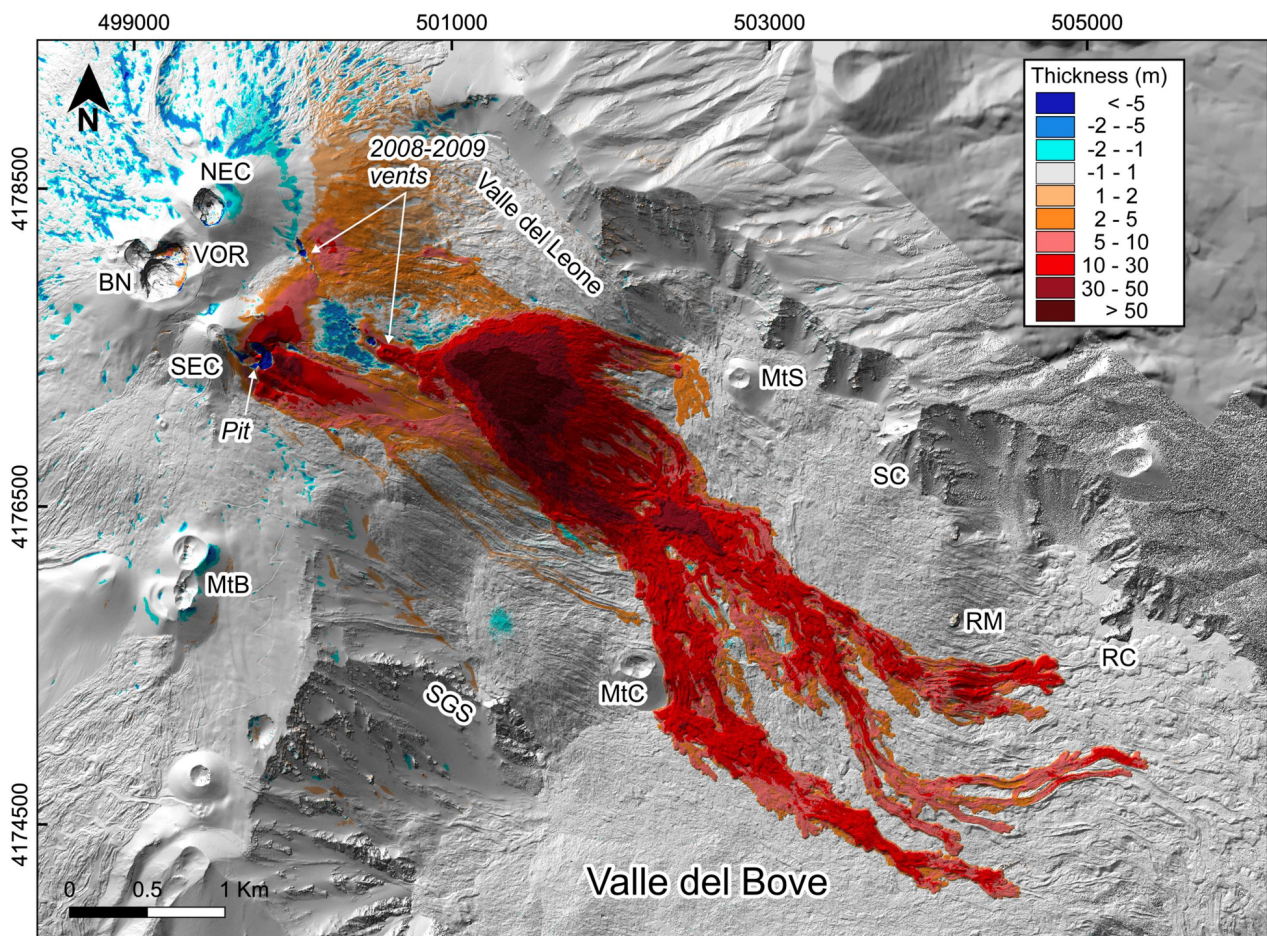 499000
501000
503000
505000
Thickness (m)
< -5
-2 - -5
-2 - -1
-1 - 1
1 - 2
2 - 5
5 - 10
10 - 30
30 - 50
> 50
N
2008-2009
vents
NEC
4178500
Valle del Leone
VOR
BN
SEC
MtS
Pit
SC
4176500
MtB
RM
RC
SGS
MtC
4174500
Valle del Bove
0 0.5 1 Km